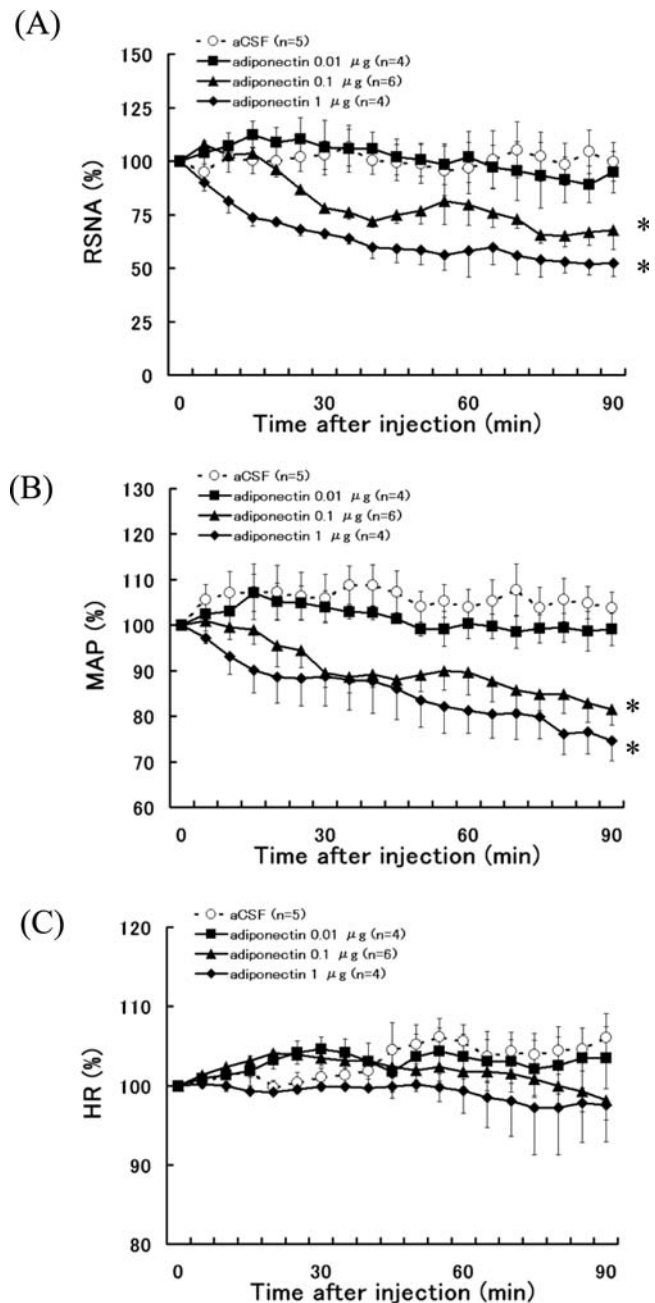 (A)
aCSF (n=5)
adiponectin 0.01 μg (n=4)
adiponectin 0.1 μg (n=6)
adiponectin 1 μg (n=4)
150
125
100
75
50
25
0
RSNA (%)
*
*
0 30 60 90
Time after injection (min)
(B)
aCSF (n=5)
adiponectin 0.01 μg (n=4)
adiponectin 0.1 μg (n=6)
adiponectin 1 μg (n=4)
130
120
110
100
90
80
70
60
MAP (%)
*
*
0 30 60 90
Time after injection (min)
(C)
aCSF (n=5)
adiponectin 0.01 μg (n=4)
adiponectin 0.1 μg (n=6)
adiponectin 1 μg (n=4)
120
110
100
90
80
HR (%)
0 30 60 90
Time after injection (min)